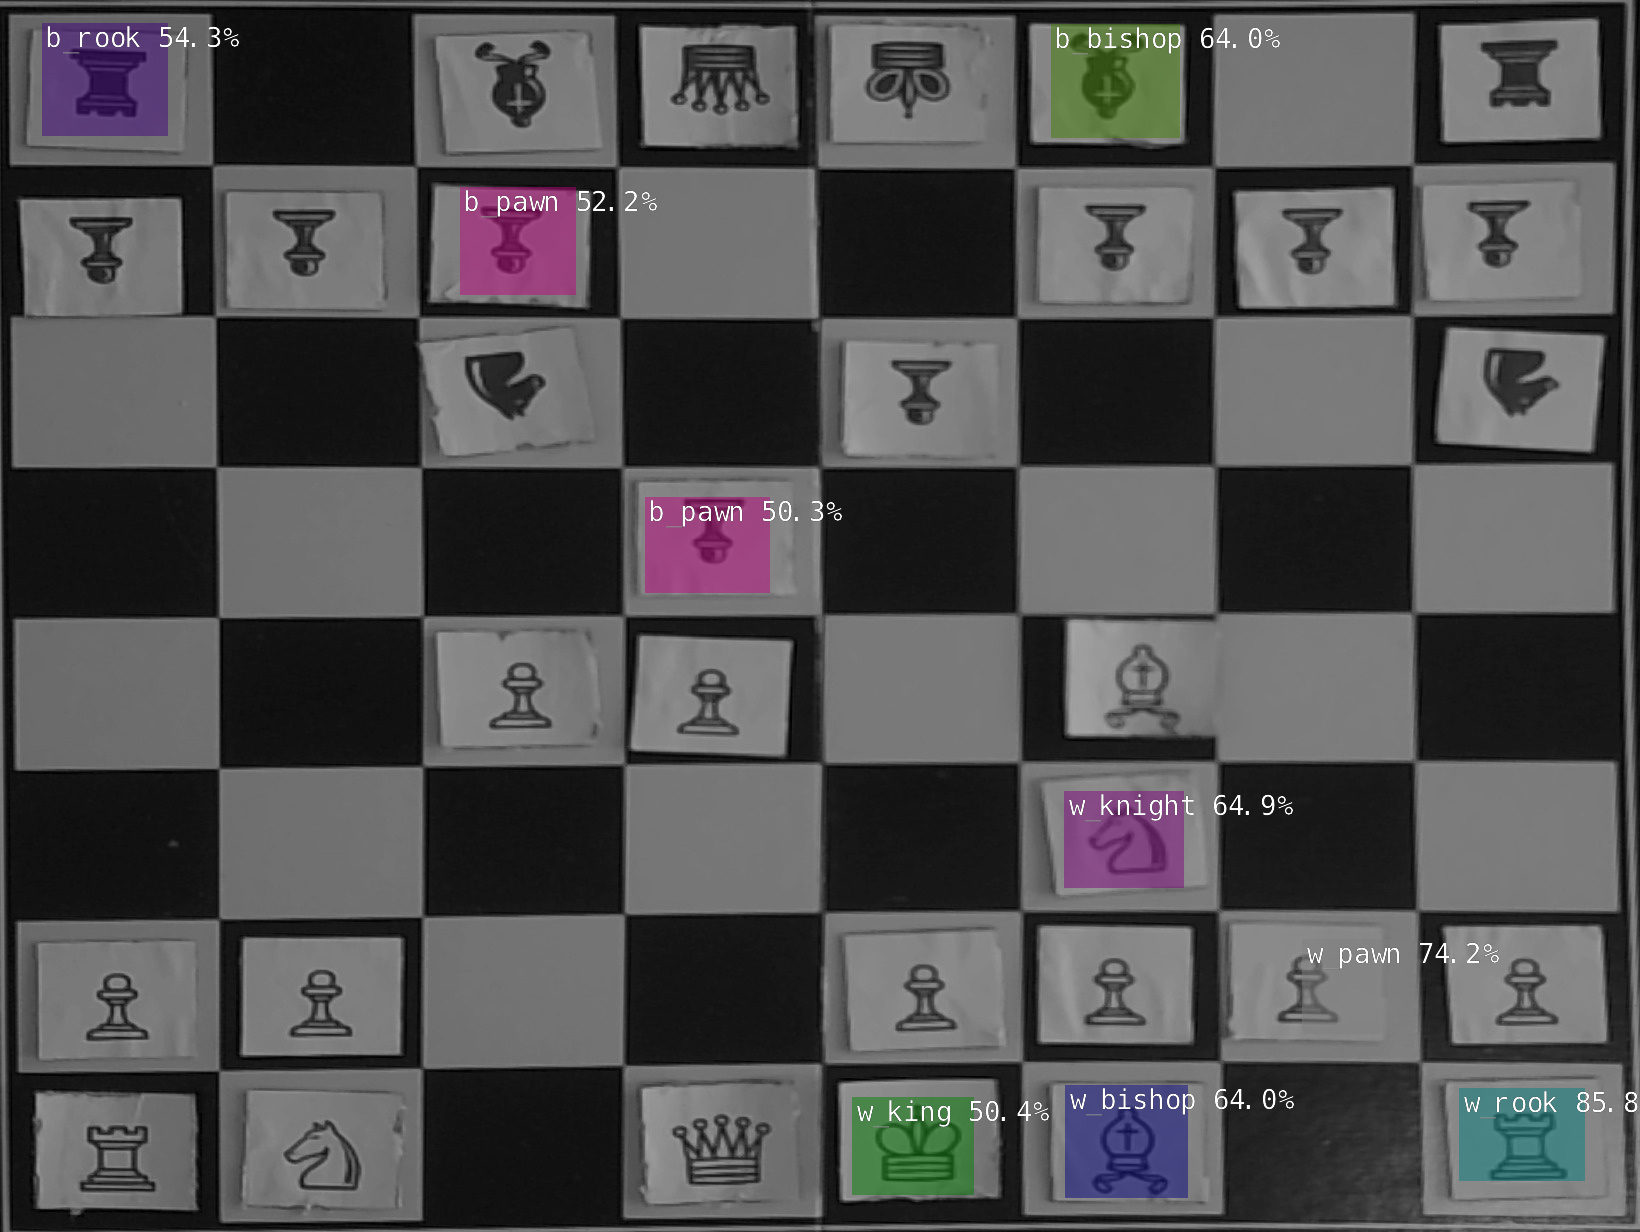 b_rook 54.3%
b_bishop 64.0%
b_pawn 52.2%
b_pawn 50.3%
w_knight 64.9%
w_pawn 74.2%
w_king 50.4%
w_bishop 64.0%
w_rook 85.8